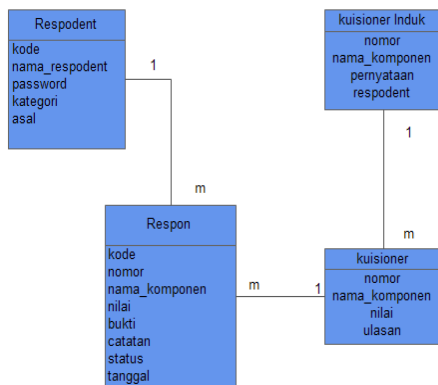 Respodent
kode
nama_respodent
password
kategori
asal
1
m
kuisioner Induk
nomor
nama_komponen
pernyataan
respodent
1
m
Respon
kode
nomor
nama_komponen
nilai
bukti
catatan
status
tanggal
m
1
kuisioner
nomor
nama_komponen
nilai
ulasan